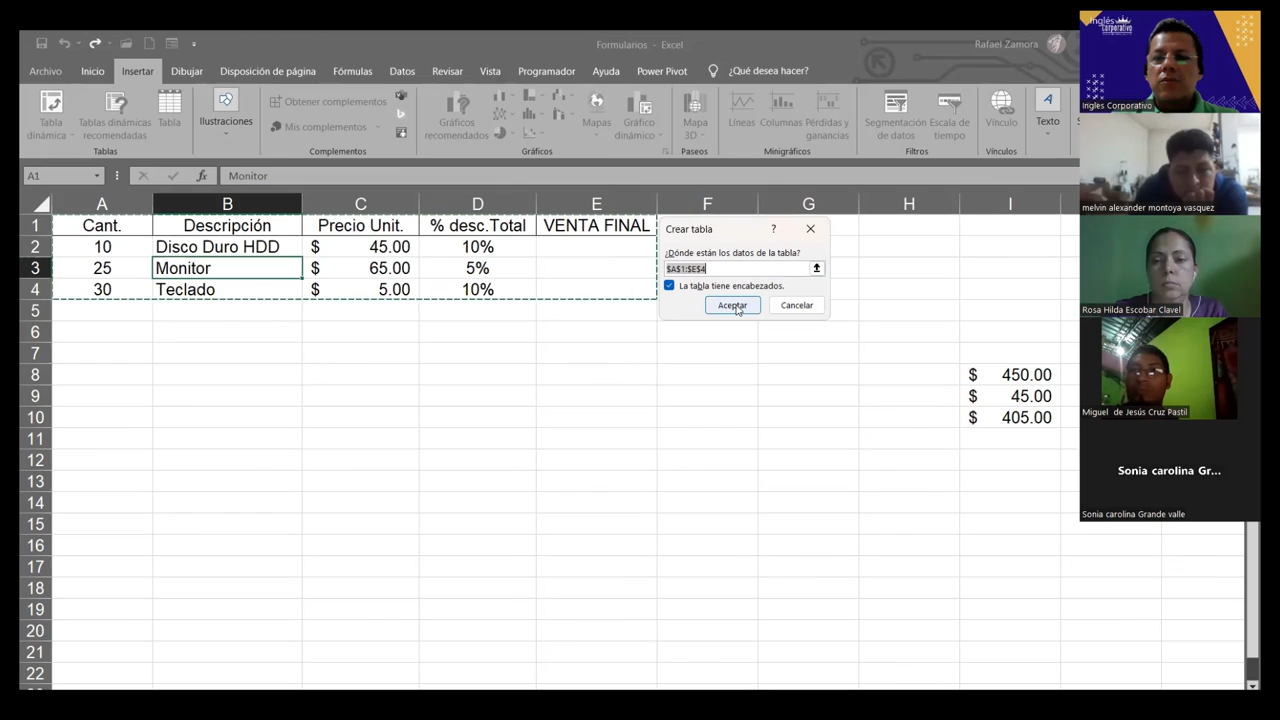 Formularios - Excel
Rafael Zamora
Archivo Inicio Insertar Dibujar Disposición de página Fórmulas Datos Revisar Vista Programador Ayuda Power Pivot ¿Qué desea hacer?
Tabla dinámica
Tablas dinámicas recomendadas
Tabla
Tablas
Ilustraciones
Obtener complementos
Mis complementos
Complementos
Gráficos recomendados
Mapas
Gráfico dinámico
Gráficos
Mapa 3D
Paseos
Líneas
Columnas
Pérdidas y ganancias
Minigráficos
Segmentación de datos
Escala de tiempo
Filtros
Vínculo
Vínculos
Texto
A1 fx Monitor
A B C D E F G H I
1 Cant. Descripción Precio Unit. % desc.Total VENTA FINAL
2 10 Disco Duro HDD $ 45.00 10%
3 25 Monitor $ 65.00 5%
4 30 Teclado $ 5.00 10%
5
6
7
8 $ 450.00
9 $ 45.00
10 $ 405.00
11
12
13
14
15
16
17
18
19
20
21
22
Crear tabla ?
¿Dónde están los datos de la tabla?
$A$1:$E$4
La tabla tiene encabezados.
Aceptar Cancelar
Inglés Corporativo
Ingles Corporativo
melvin alexander montoya vasquez
Rosa Hilda Escobar Clavel
Miguel de Jesús Cruz Pastil
Sonia carolina Gr...
Sonia carolina Grande valle